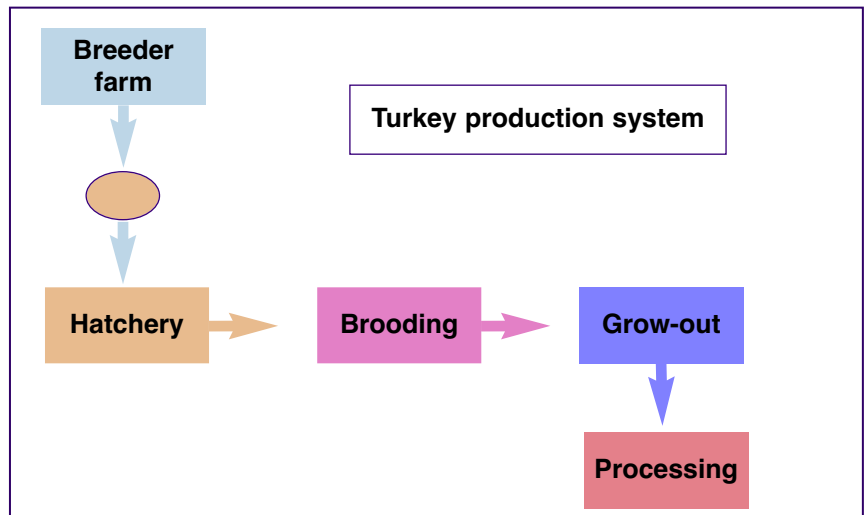 Breeder
farm
Turkey production system
Hatchery
Brooding
Grow-out
Processing